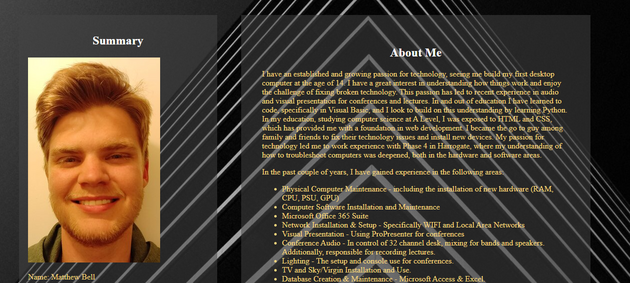 Summary
Name: Matthew Bell
About Me
I have an established and growing passion for technology, seeing me build my first desktop
computer at the age of 14. I have a great interest in understanding how things work and enjoy
the challenge of fixing broken technology. This passion has led to recent experience in audio
and visual presentation for conferences and lectures. In and out of education I have learned to
code, specifically in Visual Basic, and I look to build on this understanding by learning Python.
In my education, studying computer science at A Level, I was exposed to HTML and CSS,
which has provided me with a foundation in web development. I became the go to guy among
family and friends to fix their technology issues and install new devices. My passion for
technology led me to work experience with Phase 4 in Harrogate, where my understanding of
how to troubleshoot computers was deepened, both in the hardware and software areas.
In the past couple of years, I have gained experience in the following areas:
• Physical Computer Maintenance - including the installation of new hardware (RAM,
CPU, PSU, GPU)
• Computer Software Installation and Maintenance
• Microsoft Office 365 Suite
• Network Installation & Setup - Specifically WIFI and Local Area Networks
• Visual Presentation - Using ProPresenter for conferences
• Conference Audio - In control of 32 channel desk, mixing for bands and speakers.
Additionally, responsible for recording lectures.
• Lighting - The setup and console use for conferences.
• TV and Sky/Virgin Installation and Use.
• Database Creation & Maintenance - Microsoft Access & Excel